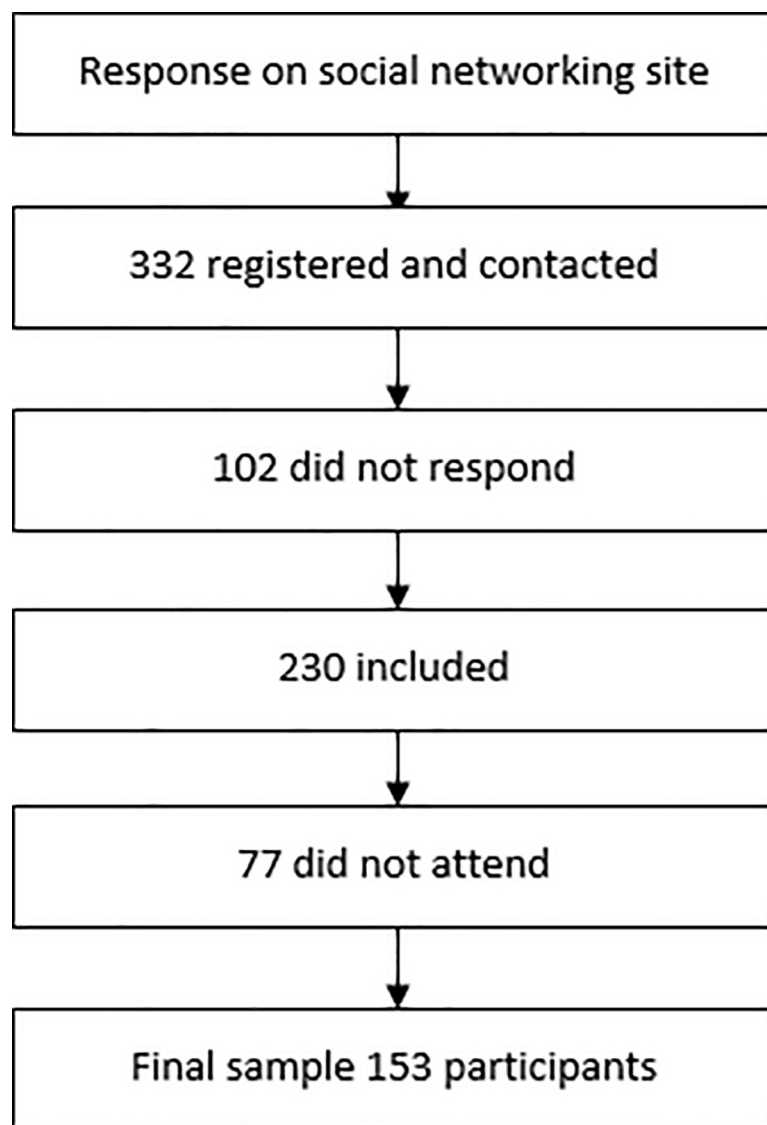 Response on social networking site
332 registered and contacted
102 did not respond
230 included
77 did not attend
Final sample 153 participants